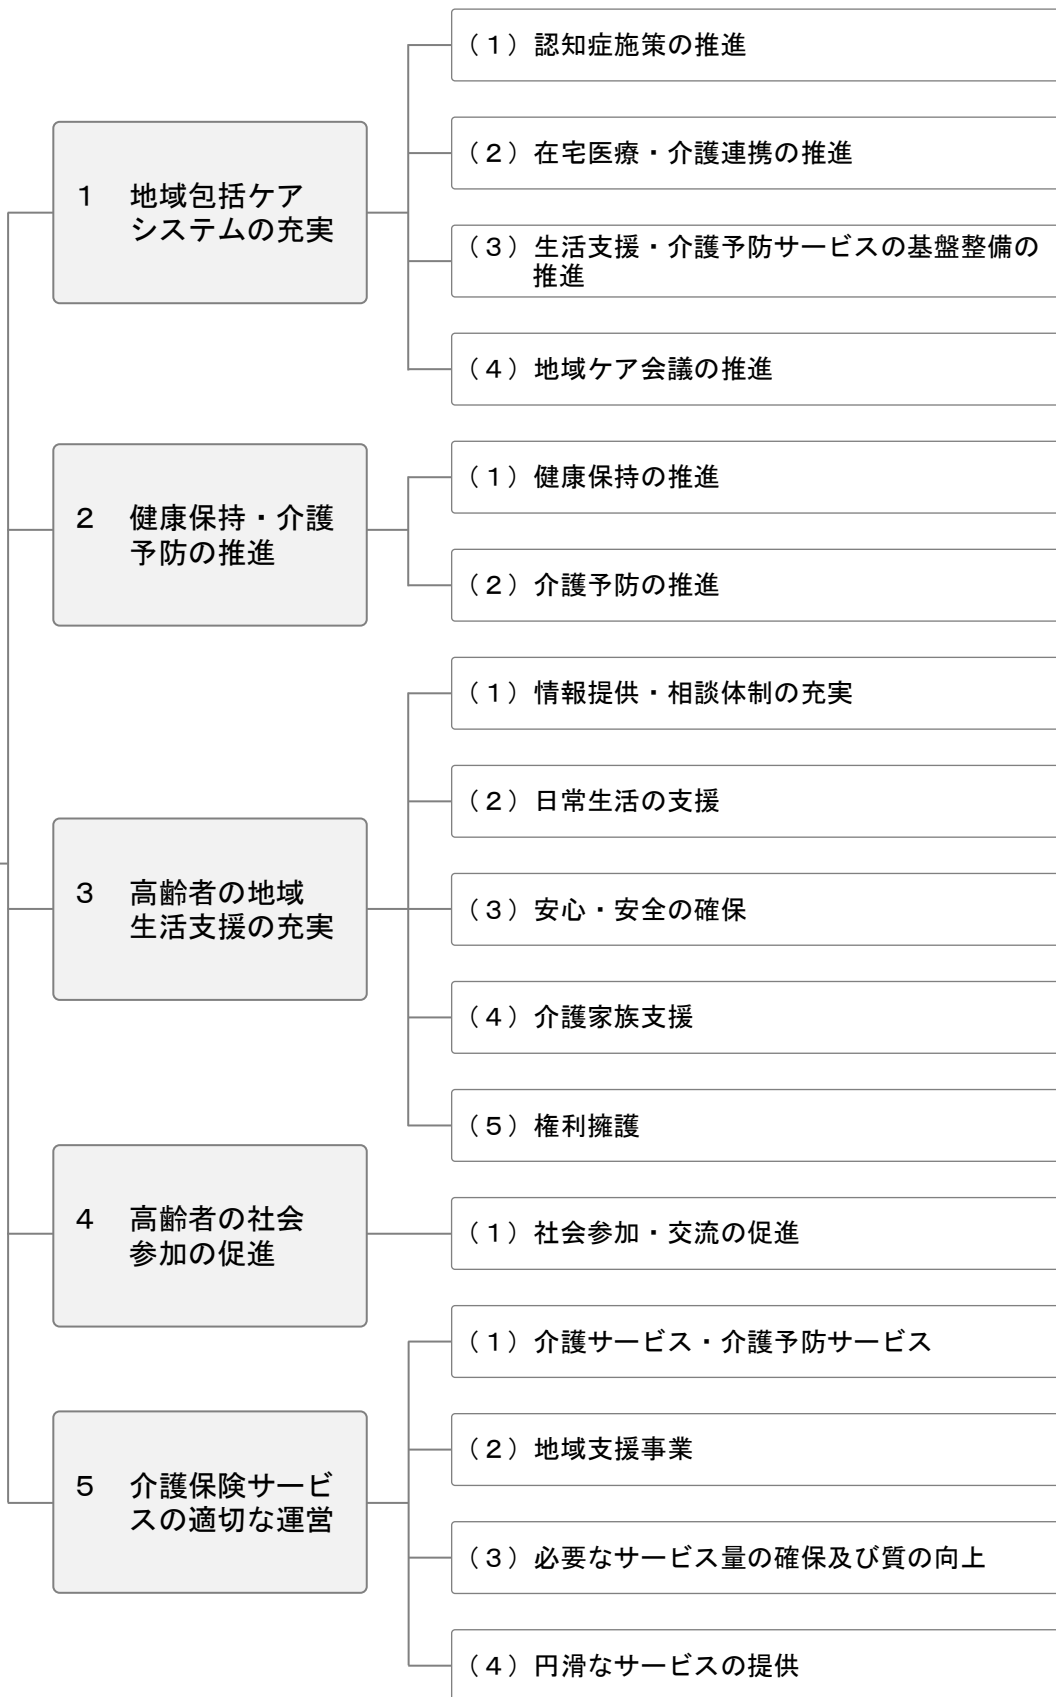 １　地域包括ケア
システムの充実
（１）認知症施策の推進
（２）在宅医療・介護連携の推進
（３）生活支援・介護予防サービスの基盤整備の
推進
（４）地域ケア会議の推進
２　健康保持・介護
予防の推進
（１）健康保持の推進
（２）介護予防の推進
３　高齢者の地域
生活支援の充実
（１）情報提供・相談体制の充実
（２）日常生活の支援
（３）安心・安全の確保
（４）介護家族支援
（５）権利擁護
４　高齢者の社会
参加の促進
（１）社会参加・交流の促進
５　介護保険サービ
スの適切な運営
（１）介護サービス・介護予防サービス
（２）地域支援事業
（３）必要なサービス量の確保及び質の向上
（４）円滑なサービスの提供